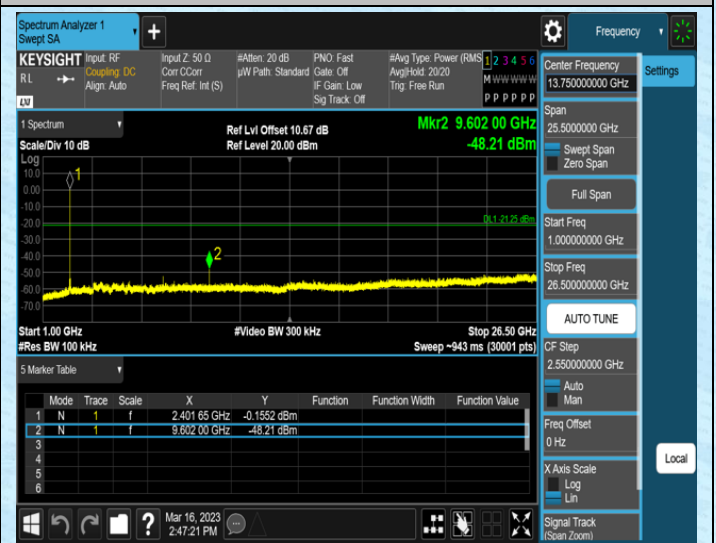 Spectrum Analyzer 1
Swept SA
+
Frequency
KEYSIGHT
RL
LXI
Input: RF
Coupling: DC
Align: Auto
Input Z: 50 Ω
Corr CCorr
Freq Ref: Int (S)
#Atten: 20 dB
µW Path: Standard
PNO: Fast
Gate: Off
IF Gain: Low
Sig Track: Off
#Avg Type: Power (RMS
Avg|Hold: 20/20
Trig: Free Run
1 2 3 4 5 6
M W W W W W
P P P P P P
1 Spectrum
Scale/Div 10 dB
Log
Ref Lvl Offset 10.67 dB
Ref Level 20.00 dBm
Mkr2 9.602 00 GHz
-48.21 dBm
10.0
0.00
-10.0
-20.0
-30.0
-40.0
-50.0
-60.0
-70.0
1
2
DL1 -21.25 dBm
Start 1.00 GHz
#Res BW 100 kHz
#Video BW 300 kHz
Stop 26.50 GHz
Sweep ~943 ms (30001 pts)
5 Marker Table
Mode Trace Scale X Y Function Function Width Function Value
1 N 1 f 2.401 65 GHz -0.1552 dBm
2 N 1 f 9.602 00 GHz -48.21 dBm
3
4
5
6
?
Mar 16, 2023
2:47:21 PM
Center Frequency
13.750000000 GHz
Settings
Span
25.5000000 GHz
Swept Span
Zero Span
Full Span
Start Freq
1.000000000 GHz
Stop Freq
26.500000000 GHz
AUTO TUNE
CF Step
2.550000000 GHz
Auto
Man
Freq Offset
0 Hz
X Axis Scale
Log
Lin
Local
Signal Track
(Span Zoom)